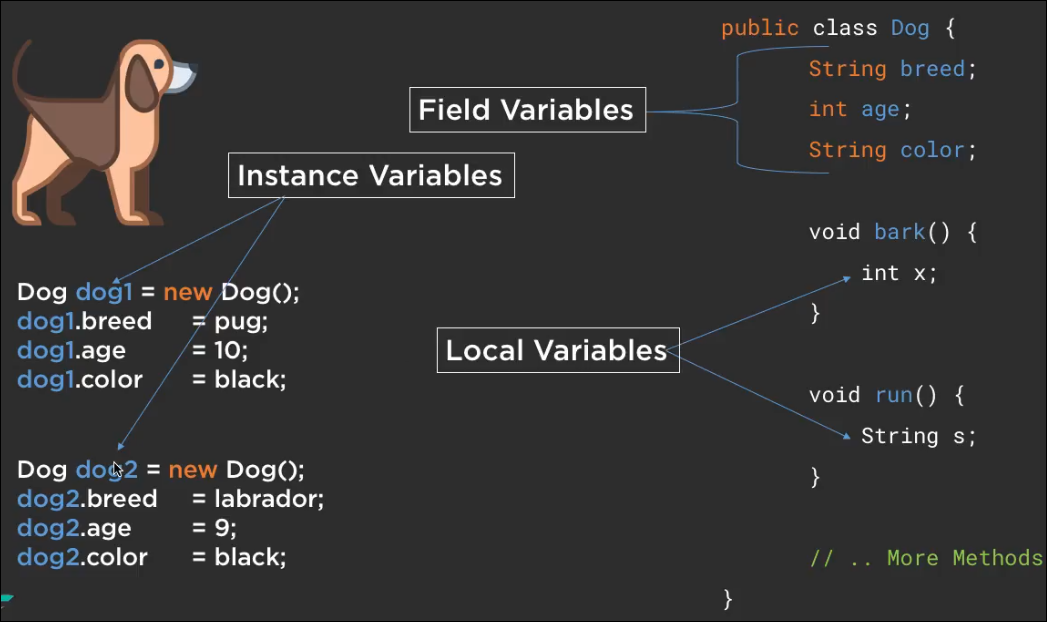 public class Dog {
String breed;
int age;
String color;
Field Variables
Instance Variables
void bark() {
int x;
}
Dog dog1 = new Dog();
dog1.breed = pug;
dog1.age = 10;
dog1.color = black;
Local Variables
void run() {
String s;
}
Dog dog2 = new Dog();
dog2.breed = labrador;
dog2.age = 9;
dog2.color = black;
// .. More Methods
}